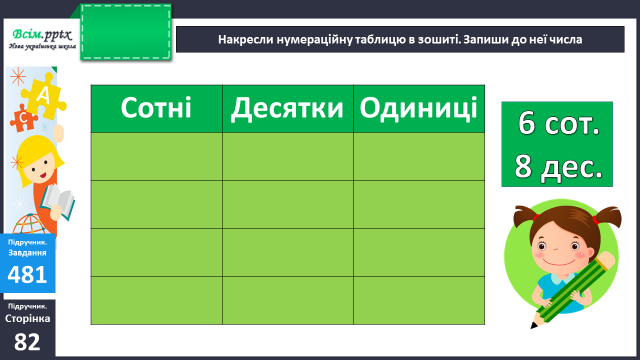 Всім.pptx
Нова українська школа
Накресли нумераційну таблицю в зошиті. Запиши до неї числа
Сотні Десятки Одиниці
6 сот.
8 дес.
А
С
Підручник.
Завдання
481
Підручник.
Сторінка
82